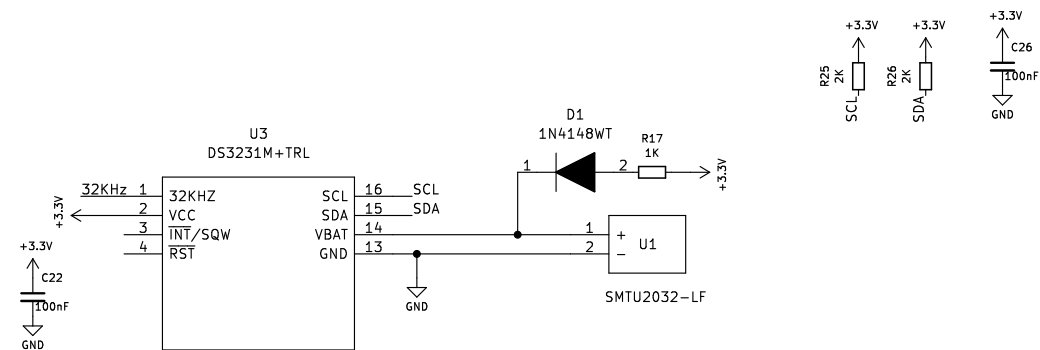 +3.3V
+3.3V
+3.3V
R25
2K
R26
2K
C26
100nF
SCL
SDA
GND
D1
1N4148WT
R17
1K
1
2
+3.3V
U3
DS3231M+TRL
32KHz 1 32KHZ
+3.3V 2 VCC
3 INT/SQW
4 RST
SCL 16 SCL
SDA 15 SDA
VBAT 14
GND 13
1 +
2 −
U1
SMTU2032-LF
GND
+3.3V
C22
100nF
GND